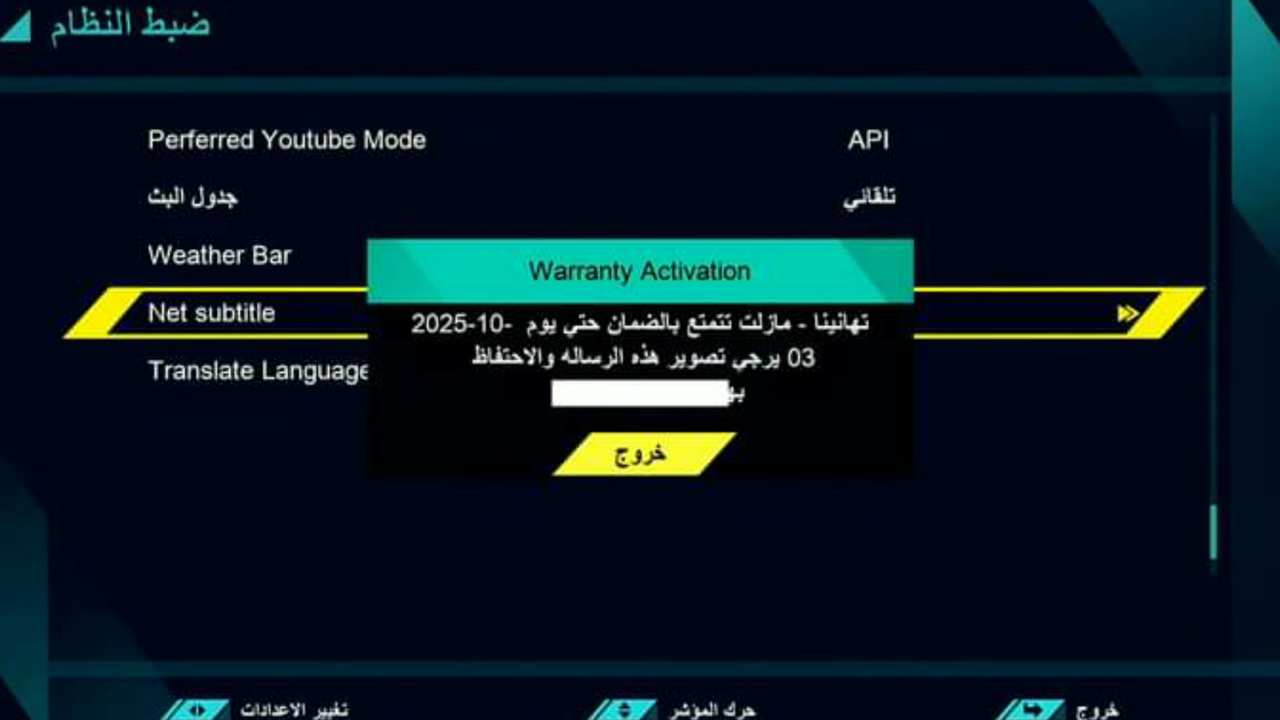 ضبط النظام
Perferred Youtube Mode API
جدول البث تلقائي
Weather Bar
Net subtitle
Translate Language
Warranty Activation
تهانينا - مازلت تتمتع بالضمان حتي يوم 2025-10-
03 يرجي تصوير هذه الرساله والاحتفاظ
خروج
تغيير الاعدادات حرك المؤشر خروج